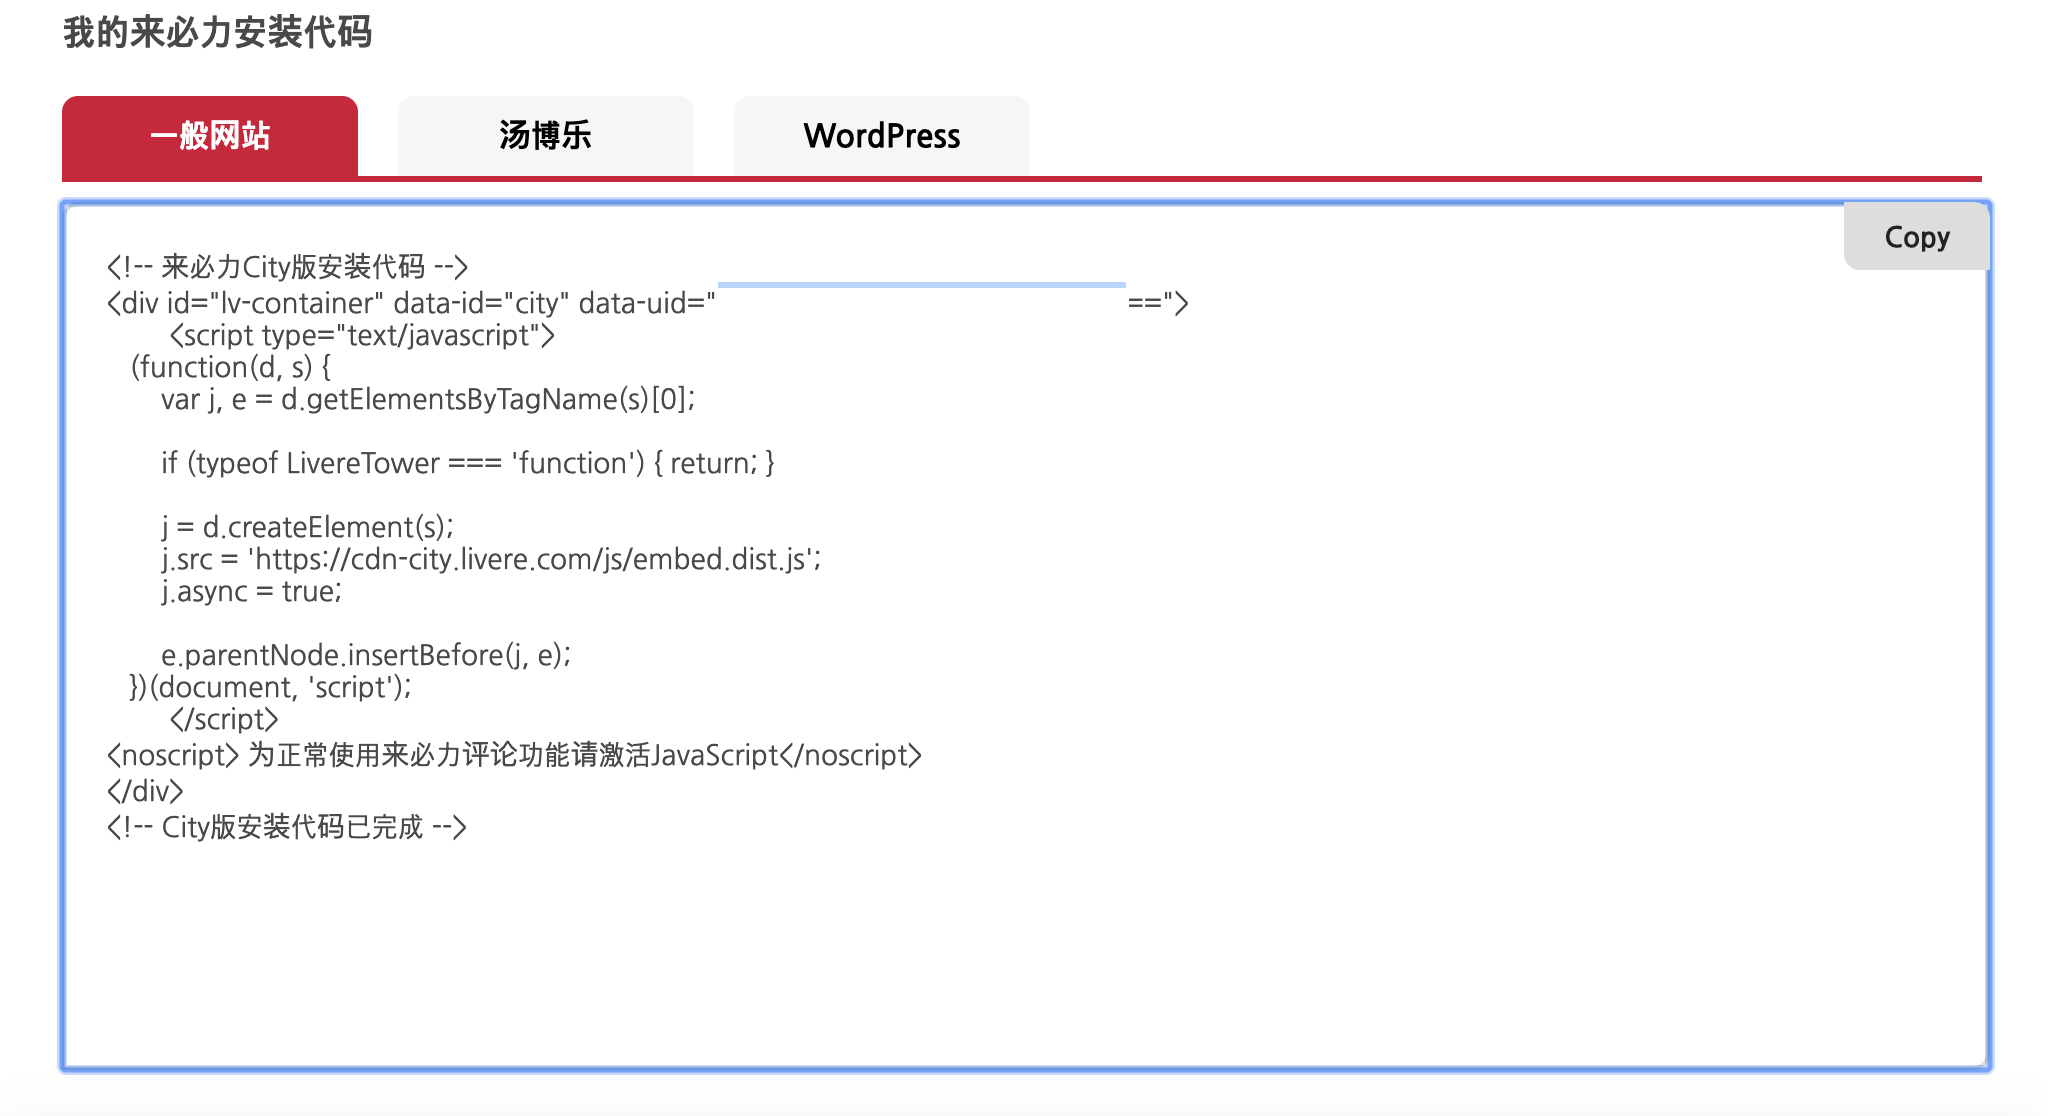 我的来必力安装代码
一般网站
汤博乐
WordPress
Copy
<!-- 来必力City版安装代码 -->
<div id="lv-container" data-id="city" data-uid=" ==">
<script type="text/javascript">
(function(d, s) {
var j, e = d.getElementsByTagName(s)[0];
if (typeof LivereTower === 'function') { return; }
j = d.createElement(s);
j.src = 'https://cdn-city.livere.com/js/embed.dist.js';
j.async = true;
e.parentNode.insertBefore(j, e);
})(document, 'script');
</script>
<noscript> 为正常使用来必力评论功能请激活JavaScript</noscript>
</div>
<!-- City版安装代码已完成 -->